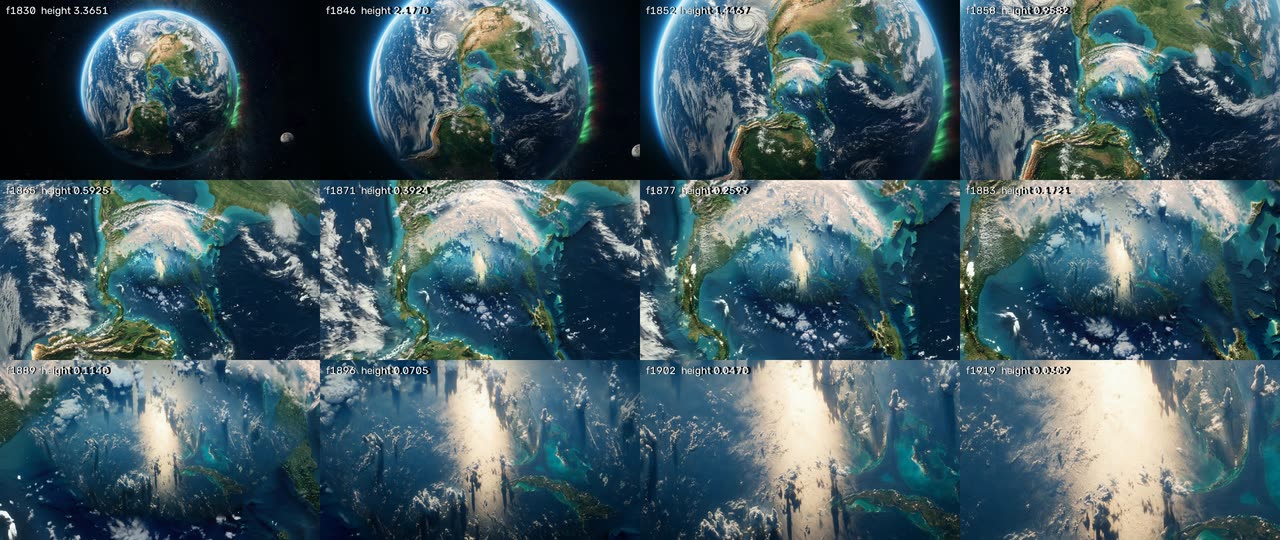 f1830 height 3.3651
f1846 height 2.1770
f1852 height 1.4467
f1858 height 0.9582
f1865 height 0.5925
f1871 height 0.3924
f1877 height 0.2599
f1883 height 0.1721
f1889 height 0.1140
f1896 height 0.0705
f1902 height 0.0470
f1919 height